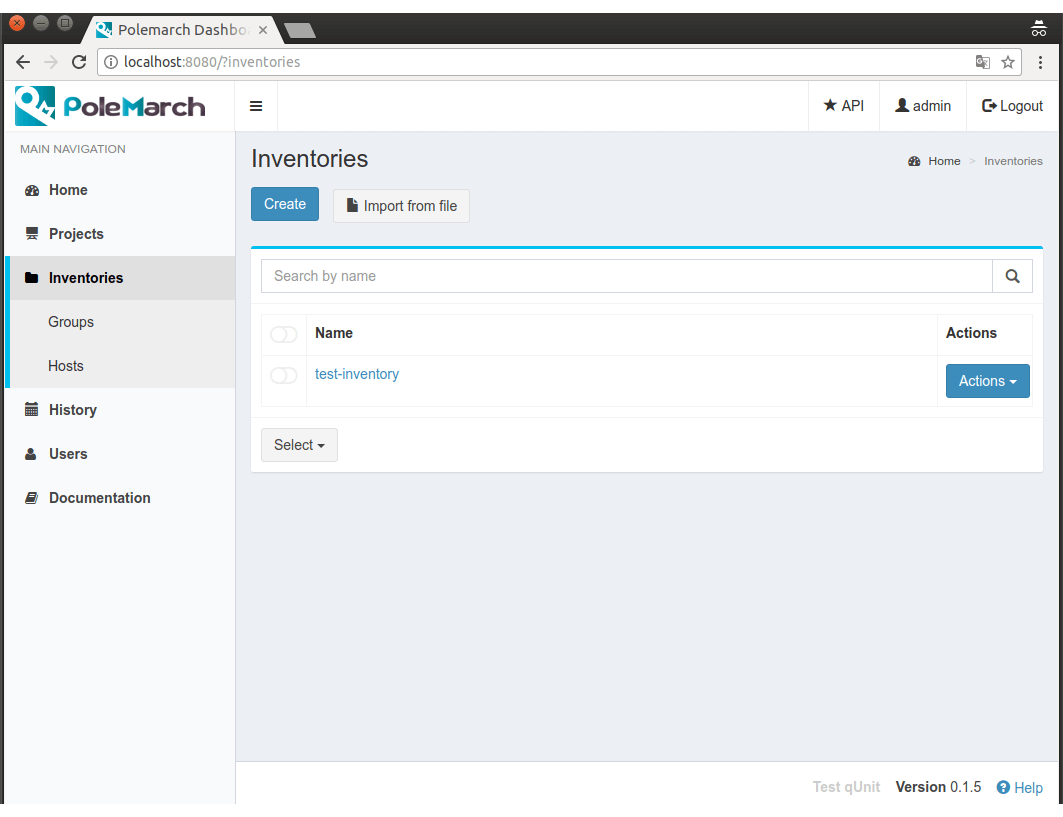 Polemarch Dashbo
localhost:8080/?inventories
PoleMarch
API
admin
Logout
MAIN NAVIGATION
Home
Projects
Inventories
Groups
Hosts
History
Users
Documentation
Inventories
Home > Inventories
Create
Import from file
Search by name
Name
Actions
test-inventory
Actions
Select
Test qUnit Version 0.1.5 Help